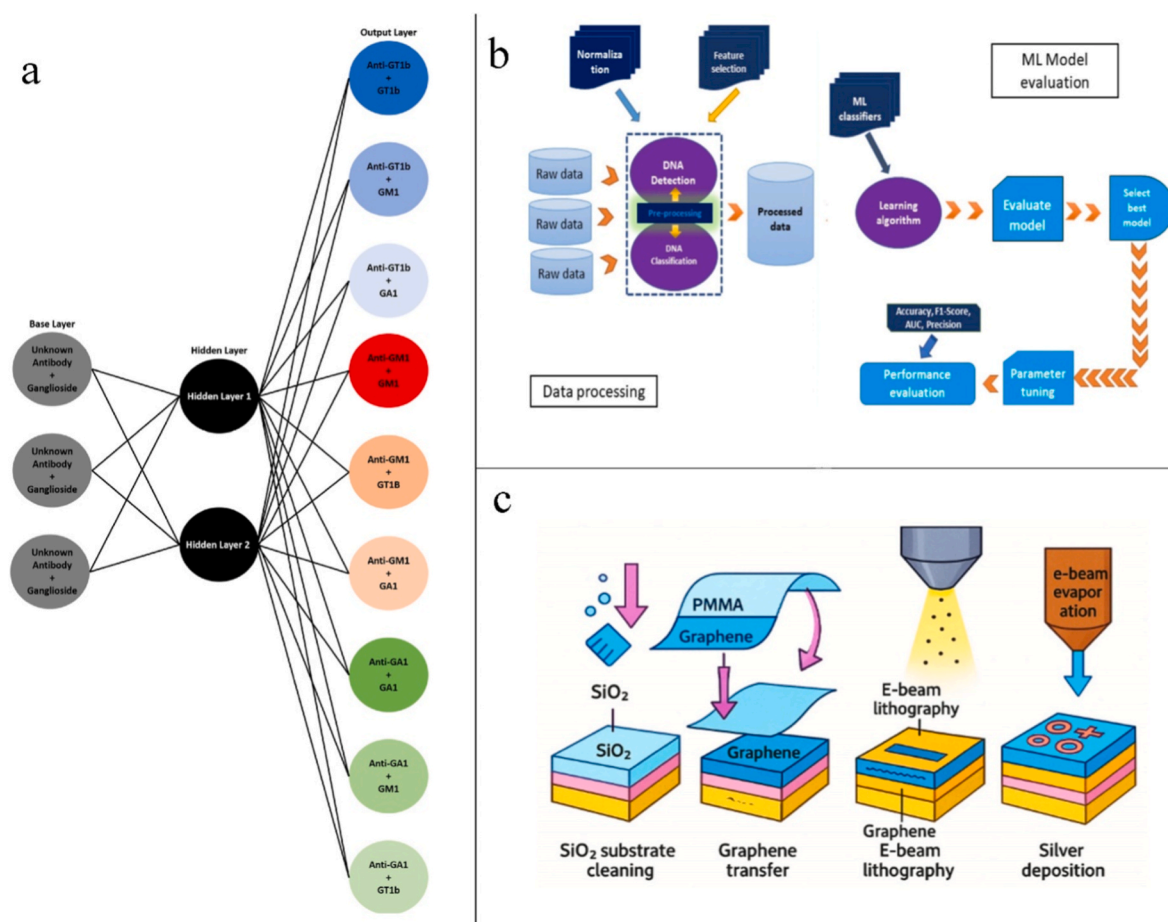 a
Base Layer
Unknown
Antibody
+
Ganglioside
Unknown
Antibody
+
Ganglioside
Unknown
Antibody
+
Ganglioside
Hidden Layer
Hidden Layer 1
Hidden Layer 2
Output Layer
Anti-GT1b
+
GT1b
Anti-GT1b
+
GM1
Anti-GT1b
+
GA1
Anti-GM1
+
GM1
Anti-GM1
+
GT1B
Anti-GM1
+
GA1
Anti-GA1
+
GA1
Anti-GA1
+
GM1
Anti-GA1
+
GT1b
b
Normaliza
tion
Feature
selection
Raw data
Raw data
Raw data
DNA
Detection
Pre-processing
DNA
Classification
Processed
data
Data processing
ML Model
evaluation
ML
classifiers
Learning
algorithm
Evaluate
model
Select
best
model
Parameter
tuning
Accuracy, F1-Score,
AUC, Precision
Performance
evaluation
c
SiO₂
SiO₂
SiO₂ substrate
cleaning
PMMA
Graphene
Graphene
Graphene
transfer
E-beam
lithography
Graphene
E-beam
lithography
e-beam
evapor
ation
Silver
deposition